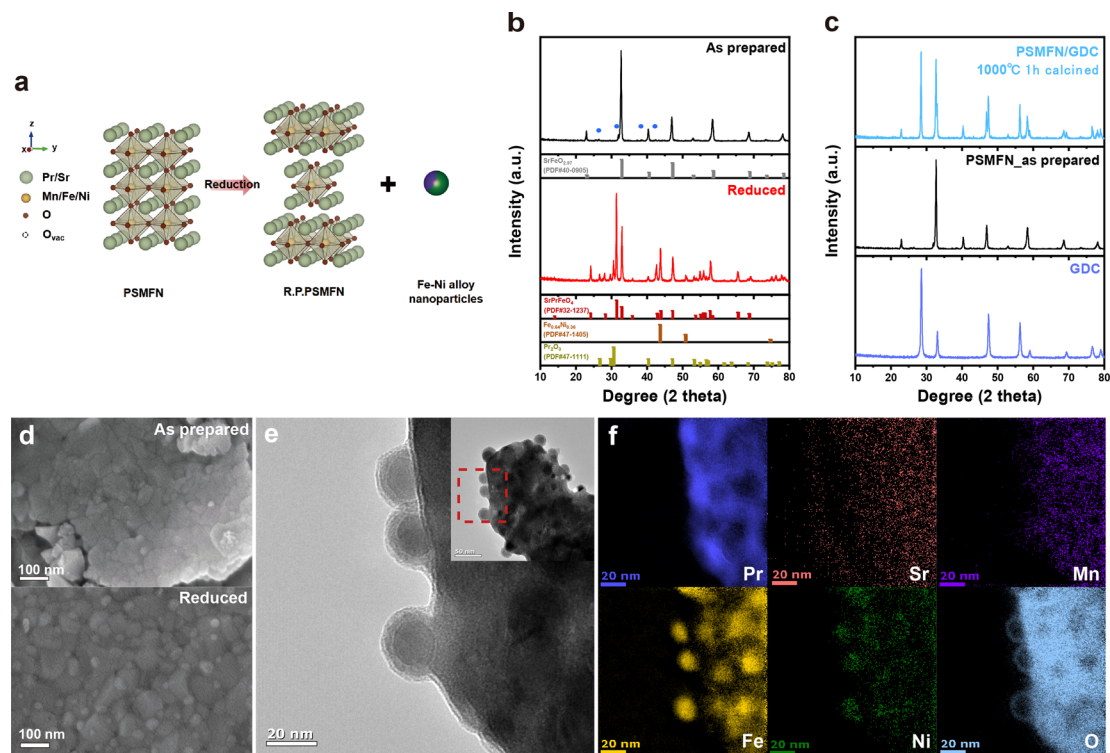 a
z
x
y
Pr/Sr
Mn/Fe/Ni
O
Ovac
PSMFN
Reduction
R.P.PSMFN
+
Fe-Ni alloy
nanoparticles
b
Intensity (a.u.)
As prepared
SrFeO2.97
(PDF#40-0905)
Reduced
SrPrFeO4
(PDF#32-1237)
Fe0.64Ni0.36
(PDF#47-1405)
Pr2O3
(PDF#47-1111)
10 20 30 40 50 60 70 80
Degree (2 theta)
c
Intensity (a.u.)
PSMFN/GDC
1000°C 1h calcined
PSMFN_as prepared
GDC
10 20 30 40 50 60 70 80
Degree (2 theta)
d
As prepared
100 nm
Reduced
100 nm
e
50 nm
20 nm
f
20 nm
Pr
20 nm
Sr
20 nm
Mn
20 nm
Fe
20 nm
Ni
20 nm
O